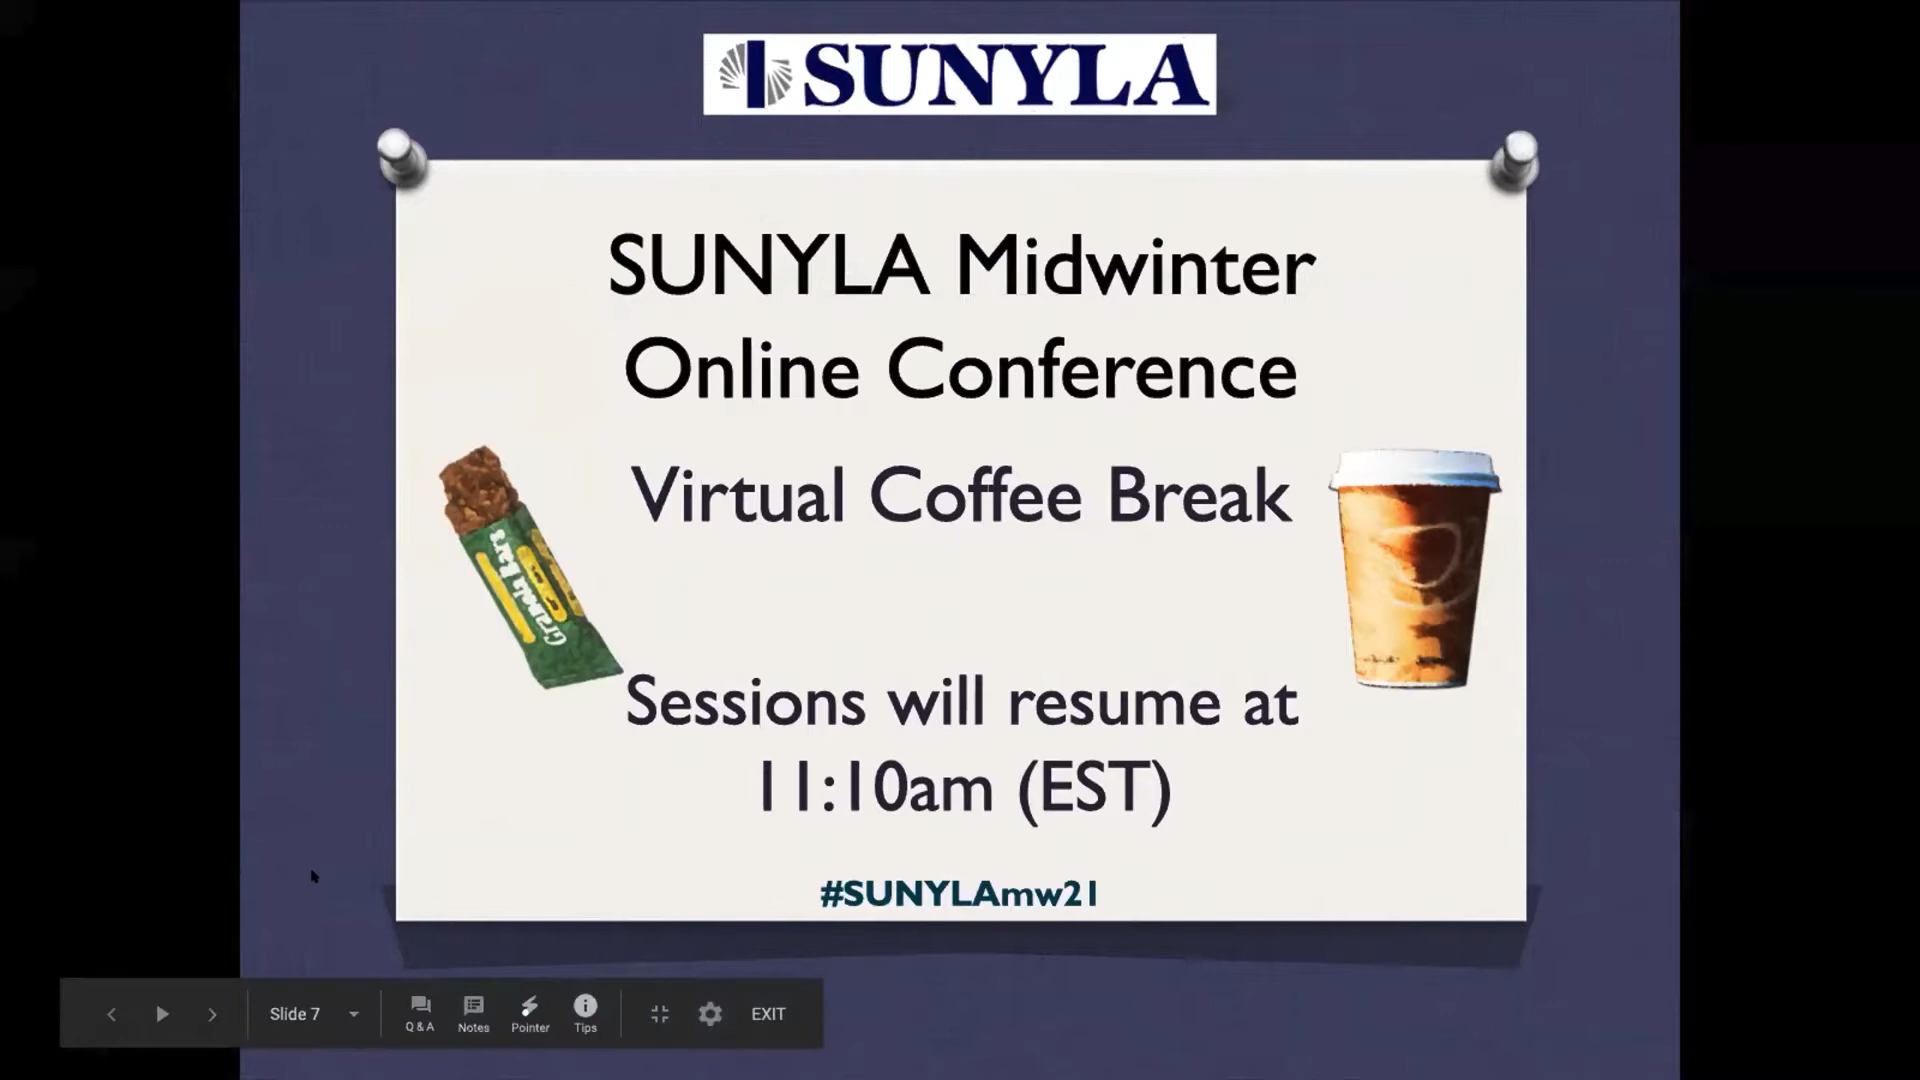 SUNYLA
SUNYLA Midwinter
Online Conference
Virtual Coffee Break
Granola Bars
Sessions will resume at
11:10am (EST)
#SUNYLAmw21
Slide 7
Q & A
Notes
Pointer
Tips
EXIT